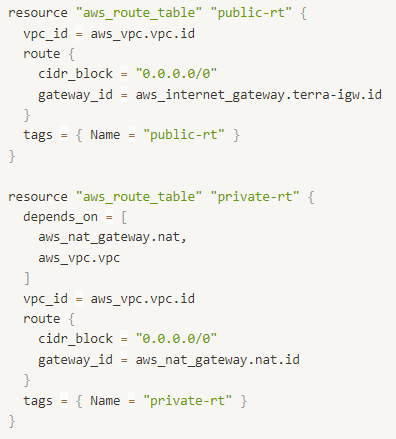 resource "aws_route_table" "public-rt" {
  vpc_id = aws_vpc.vpc.id
  route {
    cidr_block = "0.0.0.0/0"
    gateway_id = aws_internet_gateway.terra-igw.id
  }
  tags = { Name = "public-rt" }
}

resource "aws_route_table" "private-rt" {
  depends_on = [
    aws_nat_gateway.nat,
    aws_vpc.vpc
  ]
  vpc_id = aws_vpc.vpc.id
  route {
    cidr_block = "0.0.0.0/0"
    gateway_id = aws_nat_gateway.nat.id
  }
  tags = { Name = "private-rt" }
}